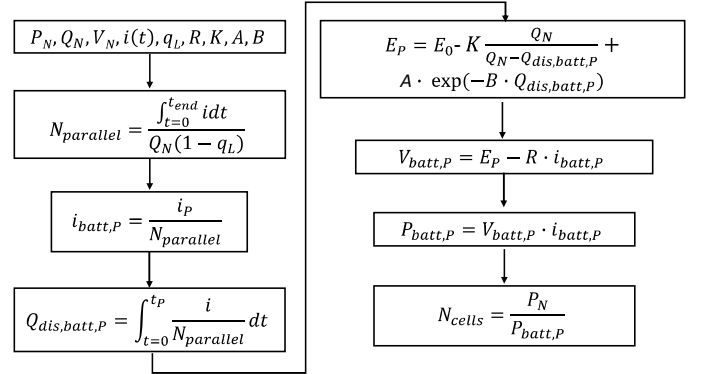 P_N, Q_N, V_N, i(t), q_L, R, K, A, B
N_parallel = ∫_{t=0}^{t_end} idt / Q_N(1 − q_L)
i_batt,P = i_P / N_parallel
Q_dis,batt,P = ∫_{t=0}^{t_P} i / N_parallel dt
E_P = E_0- K Q_N / Q_N−Q_dis,batt,P +
A · exp(−B · Q_dis,batt,P)
V_batt,P = E_P − R · i_batt,P
P_batt,P = V_batt,P · i_batt,P
N_cells = P_N / P_batt,P